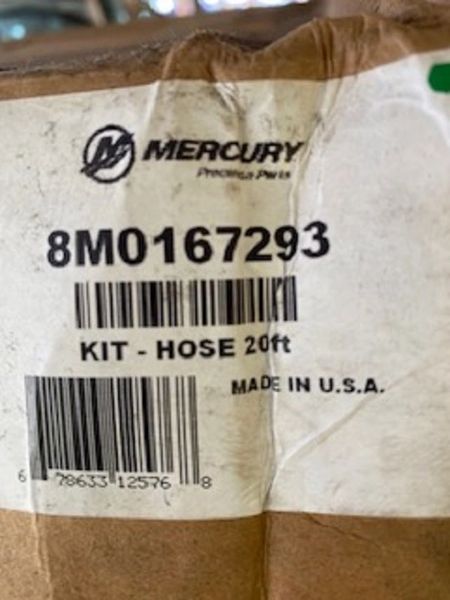 MERCURY
Precision Parts
8M0167293
KIT - HOSE 20ft
MADE IN U.S.A.
6 78633 12576 8